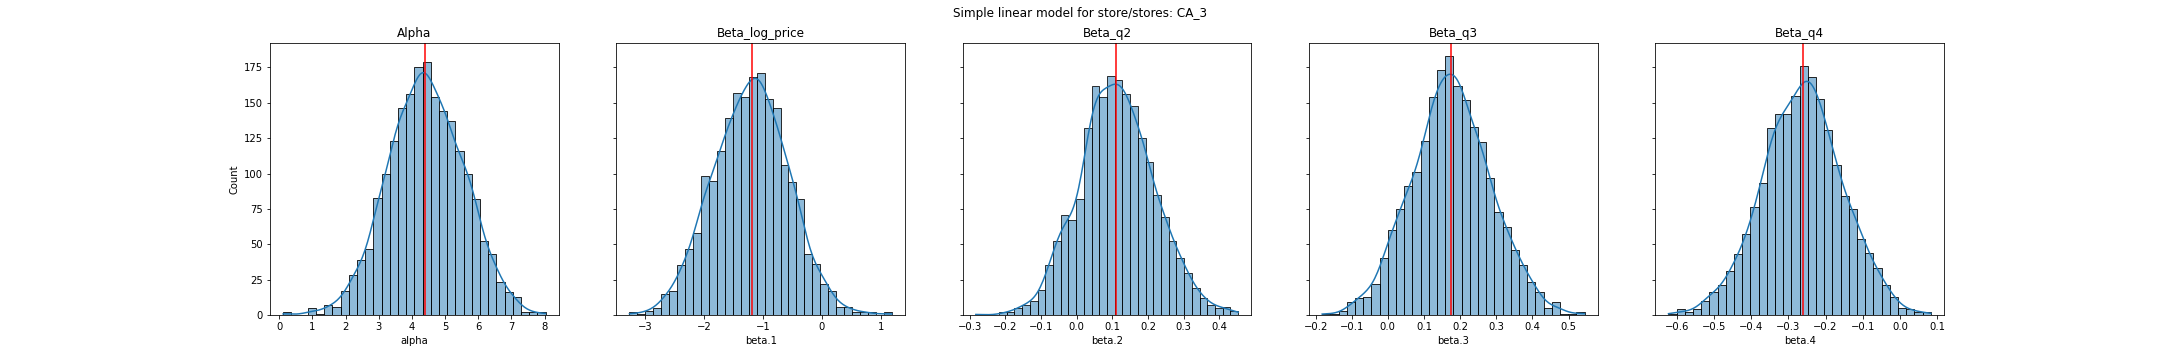 Simple linear model for store/stores: CA_3
Alpha
Beta_log_price
Beta_q2
Beta_q3
Beta_q4
Count
175
150
125
100
75
50
25
0
0 1 2 3 4 5 6 7 8
−3 −2 −1 0 1
−0.3 −0.2 −0.1 0.0 0.1 0.2 0.3 0.4
−0.2 −0.1 0.0 0.1 0.2 0.3 0.4 0.5
−0.6 −0.5 −0.4 −0.3 −0.2 −0.1 0.0 0.1
alpha
beta.1
beta.2
beta.3
beta.4